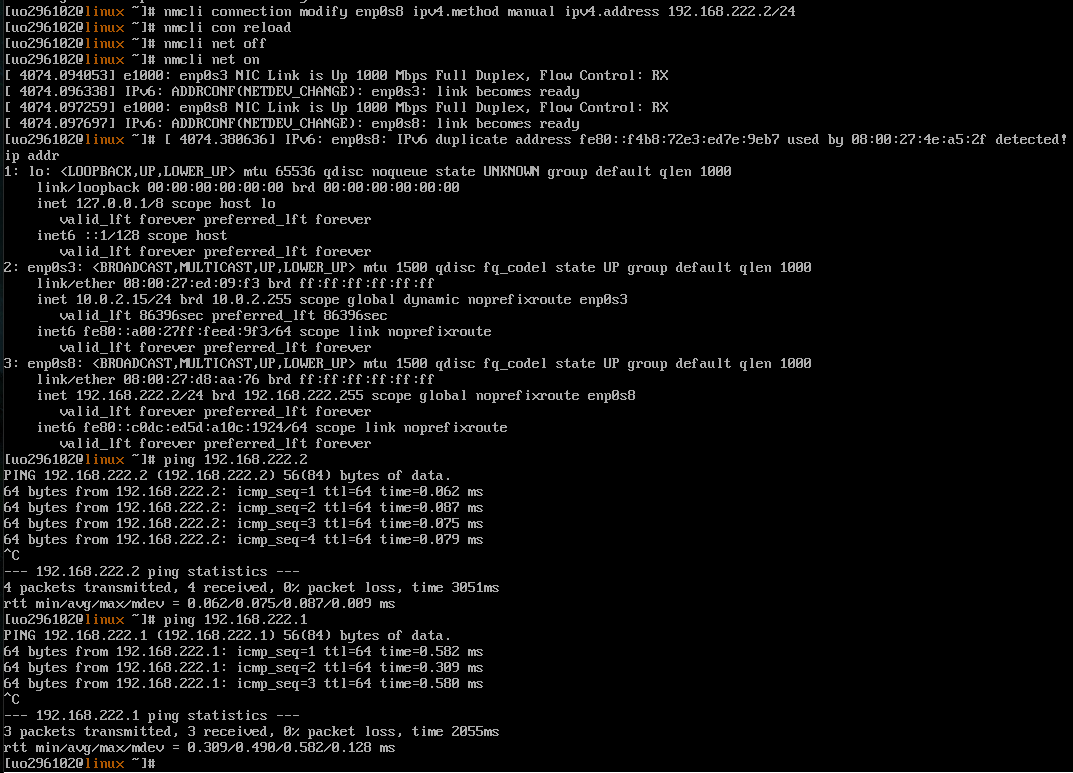 [uo296102@linux ~]# nmcli connection modify enp0s8 ipv4.method manual ipv4.address 192.168.222.2/24
[uo296102@linux ~]# nmcli con reload
[uo296102@linux ~]# nmcli net off
[uo296102@linux ~]# nmcli net on
[ 4074.094053] e1000: enp0s3 NIC Link is Up 1000 Mbps Full Duplex, Flow Control: RX
[ 4074.096338] IPv6: ADDRCONF(NETDEV_CHANGE): enp0s3: link becomes ready
[ 4074.097259] e1000: enp0s8 NIC Link is Up 1000 Mbps Full Duplex, Flow Control: RX
[ 4074.097697] IPv6: ADDRCONF(NETDEV_CHANGE): enp0s8: link becomes ready
[uo296102@linux ~]# [ 4074.380636] IPv6: enp0s8: IPv6 duplicate address fe80::f4b8:72e3:ed7e:9eb7 used by 08:00:27:4e:a5:2f detected!
ip addr
1: lo: <LOOPBACK,UP,LOWER_UP> mtu 65536 qdisc noqueue state UNKNOWN group default qlen 1000
    link/loopback 00:00:00:00:00:00 brd 00:00:00:00:00:00
    inet 127.0.0.1/8 scope host lo
       valid_lft forever preferred_lft forever
    inet6 ::1/128 scope host
       valid_lft forever preferred_lft forever
2: enp0s3: <BROADCAST,MULTICAST,UP,LOWER_UP> mtu 1500 qdisc fq_codel state UP group default qlen 1000
    link/ether 08:00:27:ed:09:f3 brd ff:ff:ff:ff:ff:ff
    inet 10.0.2.15/24 brd 10.0.2.255 scope global dynamic noprefixroute enp0s3
       valid_lft 86396sec preferred_lft 86396sec
    inet6 fe80::a00:27ff:feed:9f3/64 scope link noprefixroute
       valid_lft forever preferred_lft forever
3: enp0s8: <BROADCAST,MULTICAST,UP,LOWER_UP> mtu 1500 qdisc fq_codel state UP group default qlen 1000
    link/ether 08:00:27:d8:aa:76 brd ff:ff:ff:ff:ff:ff
    inet 192.168.222.2/24 brd 192.168.222.255 scope global noprefixroute enp0s8
       valid_lft forever preferred_lft forever
    inet6 fe80::c0dc:ed5d:a10c:1924/64 scope link noprefixroute
       valid_lft forever preferred_lft forever
[uo296102@linux ~]# ping 192.168.222.2
PING 192.168.222.2 (192.168.222.2) 56(84) bytes of data.
64 bytes from 192.168.222.2: icmp_seq=1 ttl=64 time=0.062 ms
64 bytes from 192.168.222.2: icmp_seq=2 ttl=64 time=0.087 ms
64 bytes from 192.168.222.2: icmp_seq=3 ttl=64 time=0.075 ms
64 bytes from 192.168.222.2: icmp_seq=4 ttl=64 time=0.079 ms
^C
--- 192.168.222.2 ping statistics ---
4 packets transmitted, 4 received, 0% packet loss, time 3051ms
rtt min/avg/max/mdev = 0.062/0.075/0.087/0.009 ms
[uo296102@linux ~]# ping 192.168.222.1
PING 192.168.222.1 (192.168.222.1) 56(84) bytes of data.
64 bytes from 192.168.222.1: icmp_seq=1 ttl=64 time=0.582 ms
64 bytes from 192.168.222.1: icmp_seq=2 ttl=64 time=0.309 ms
64 bytes from 192.168.222.1: icmp_seq=3 ttl=64 time=0.580 ms
^C
--- 192.168.222.1 ping statistics ---
3 packets transmitted, 3 received, 0% packet loss, time 2055ms
rtt min/avg/max/mdev = 0.309/0.490/0.582/0.128 ms
[uo296102@linux ~]#